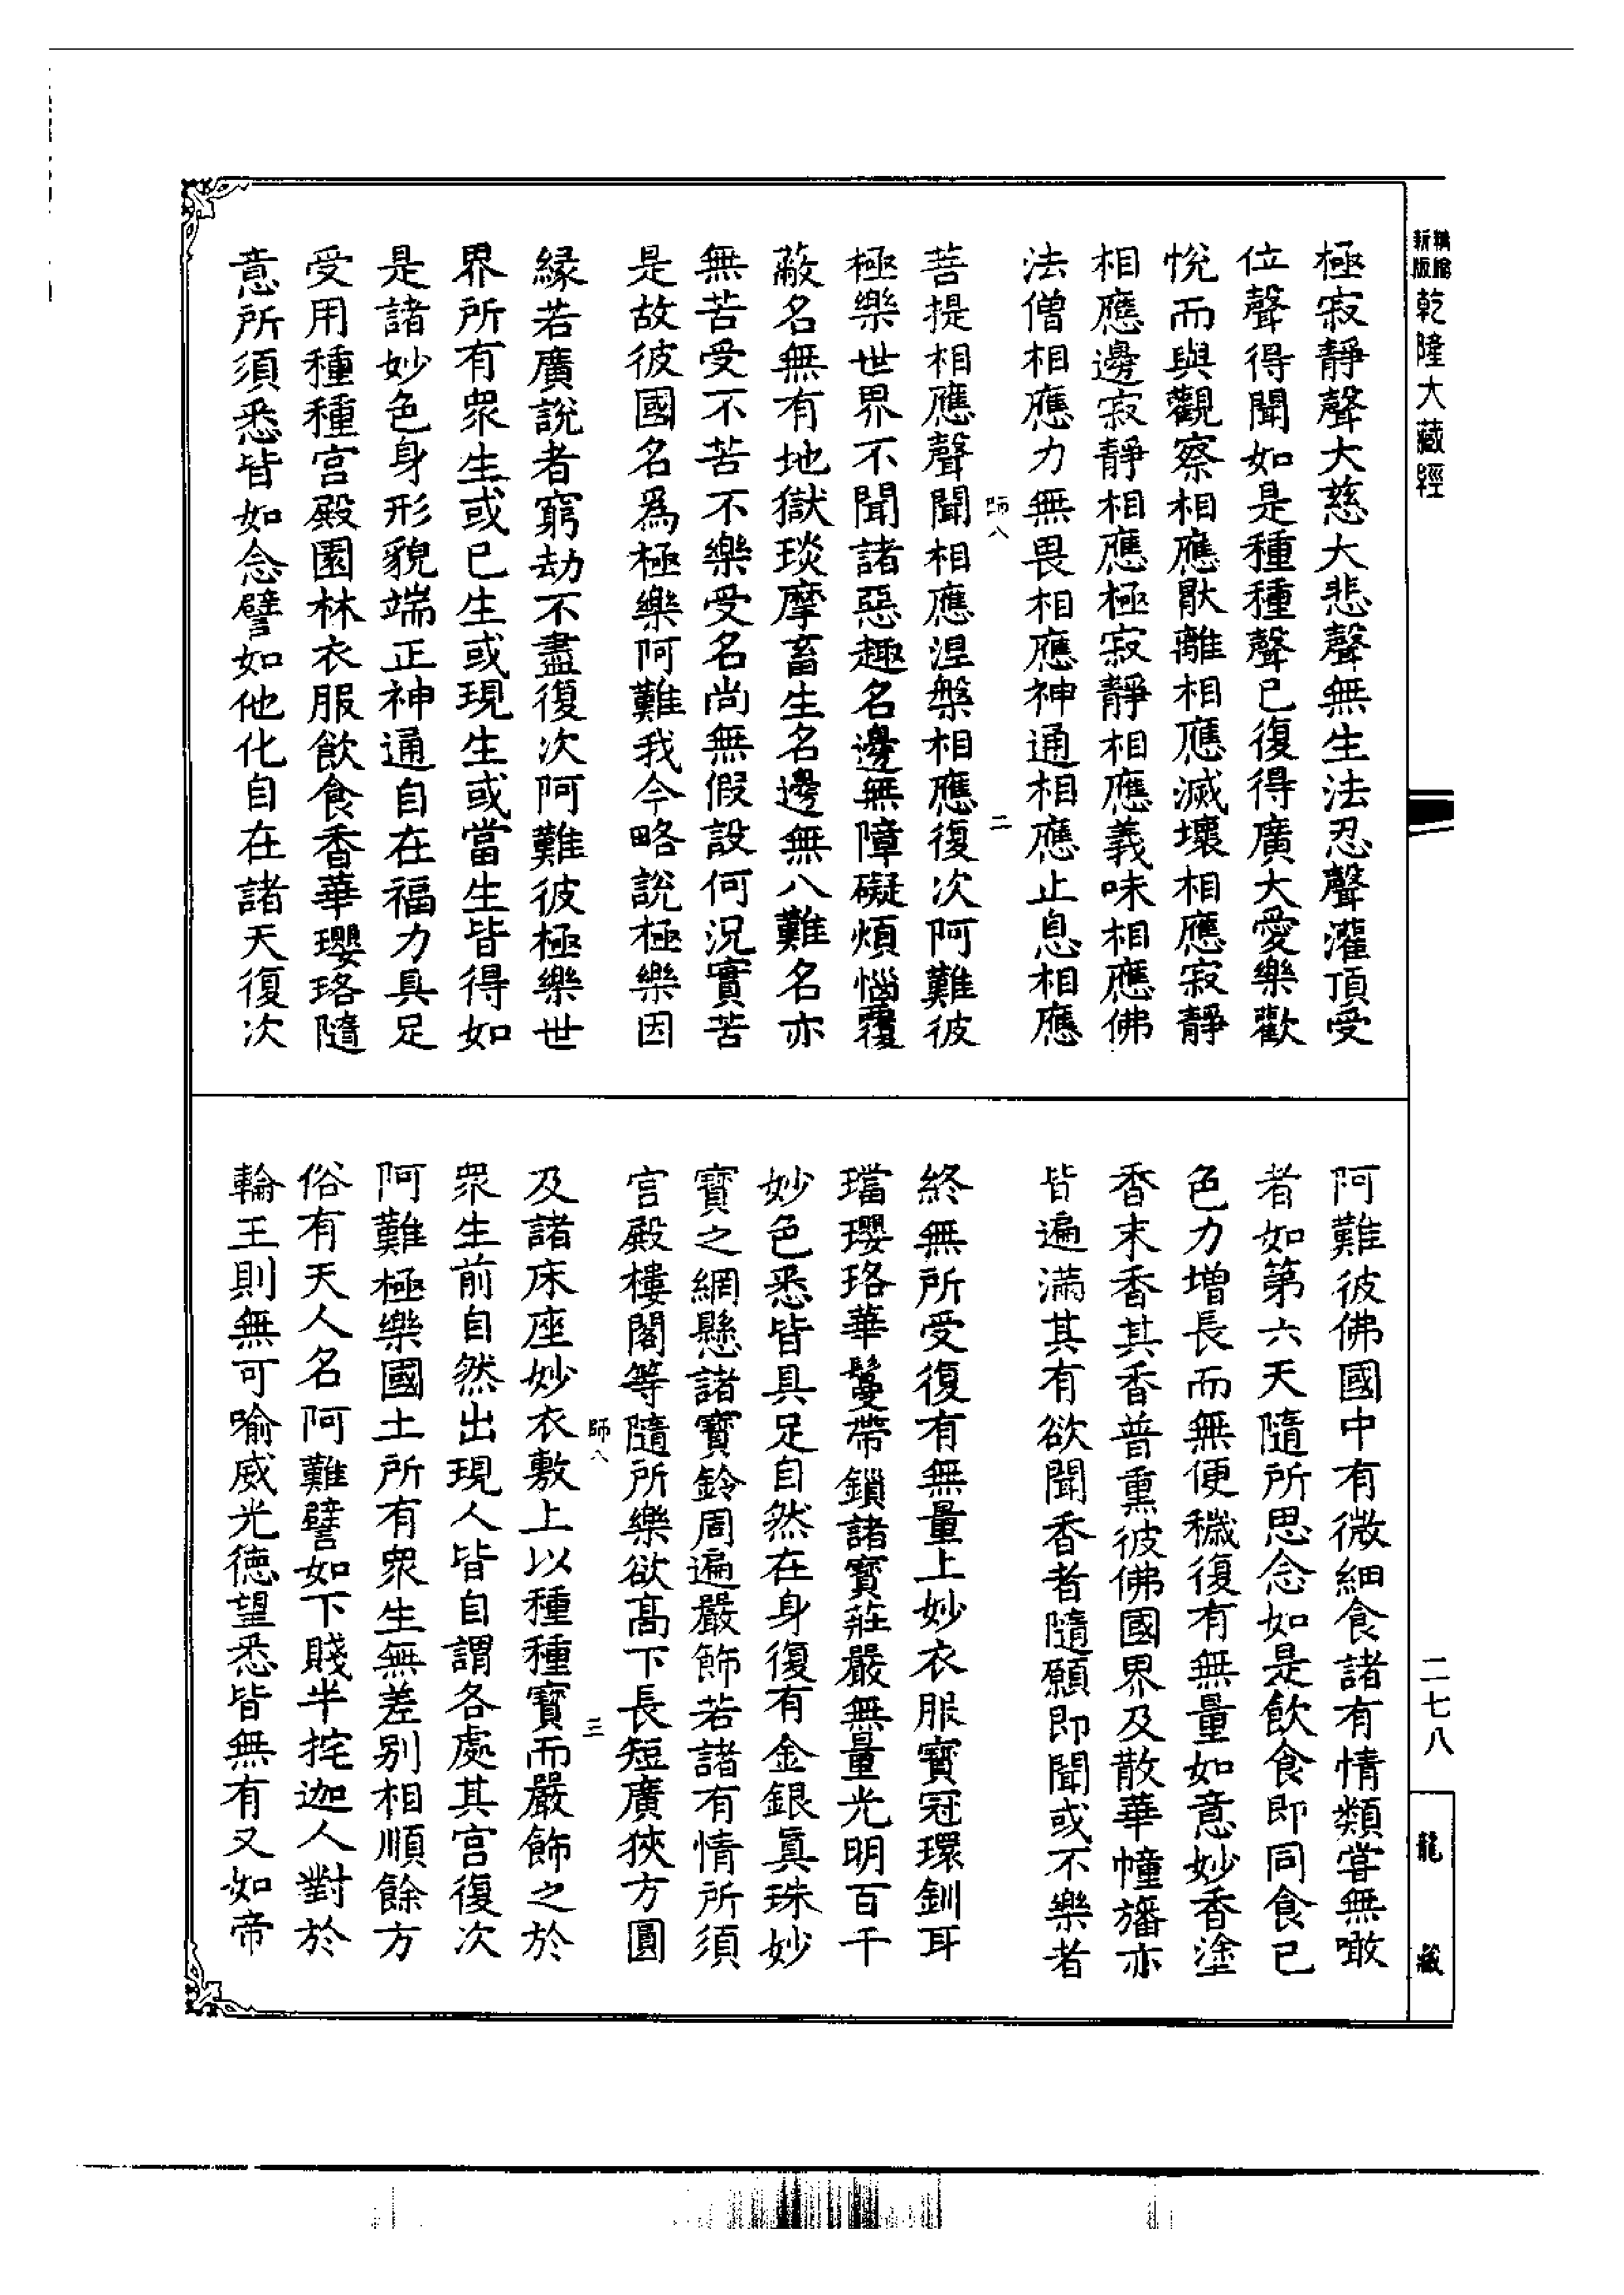 精縮新版乾隆大藏經
極寂靜聲大慈大悲聲無生法忍聲灌頂受
位聲得聞如是種種聲已復得廣大愛樂歡
悅而與觀察相應猒離相應滅壞相應寂靜
相應邊寂靜相應極寂靜相應義味相應佛
法僧相應力無畏相應神通相應止息相應
師八
二
菩提相應聲聞相應涅槃相應復次阿難彼
極樂世界不聞諸惡趣名邊無障礙煩惱覆
蔽名無有地獄琰摩畜生名邊無八難名亦
無苦受不苦不樂受名尚無假設何況實苦
是故彼國名爲極樂阿難我今略說極樂因
緣若廣說者窮劫不盡復次阿難彼極樂世
界所有眾生或已生或現生或當生皆得如
是諸妙色身形貌端正神通自在福力具足
受用種種宮殿園林衣服飲食香華瓔珞隨
意所須悉皆如念譬如他化自在諸天復次
阿難彼佛國中有微細食諸有情類甞無噉
者如第六天隨所思念如是飲食即同食已
色力增長而無便穢復有無量如意妙香塗
香末香其香普熏彼佛國界及散華幢旛亦
皆遍滿其有欲聞香者隨願即聞或不樂者
終無所受復有無量上妙衣服寶冠環釧耳
璫瓔珞華鬘帶鎖諸寶莊嚴無量光明百千
妙色悉皆具足自然在身復有金銀真珠妙
寶之網懸諸寶鈴周遍嚴飾若諸有情所須
宮殿樓閣等隨所樂欲高下長短廣狹方圓
師八
三
及諸床座妙衣敷上以種種寶而嚴飾之於
眾生前自然出現人皆自謂各處其宮復次
阿難極樂國土所有眾生無差别相順餘方
俗有天人名阿難譬如下賤半挓迦人對於
輪王則無可喻威光德望悉皆無有又如帝
二七八
龍藏